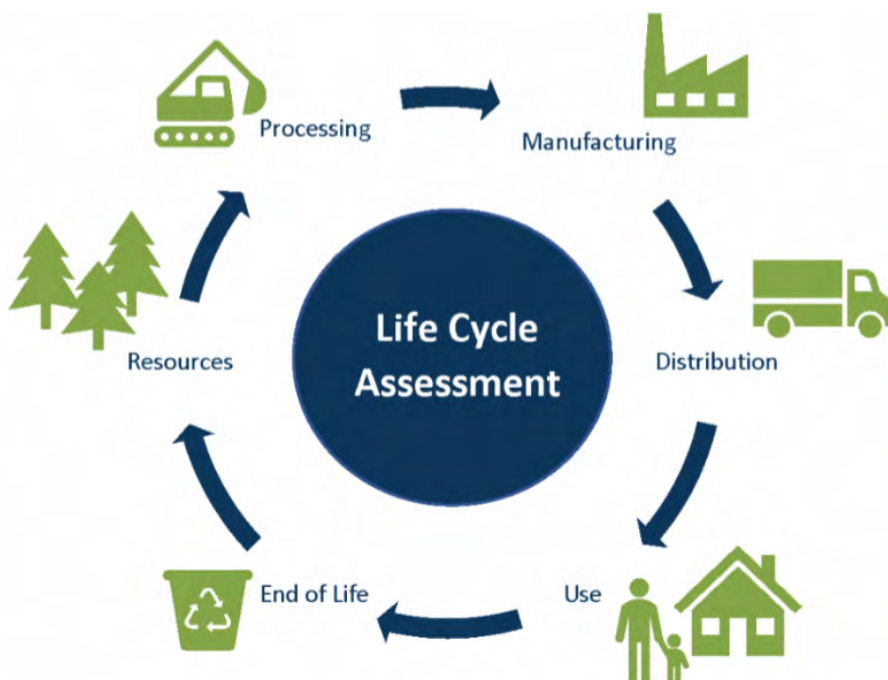 Processing
Manufacturing
Life Cycle
Assessment
Resources
Distribution
End of Life
Use